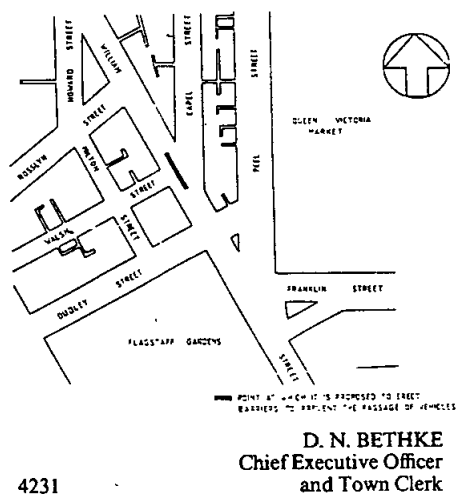 HOWARD STREET
WILLIAM
STREET
CAPEL
STREET
PEEL
QUEEN VICTORIA
MARKET
ROSSLYN
STREET
MILTON
STREET
WALSH
STREET
DUDLEY STREET
FRANKLIN STREET
FLAGSTAFF GARDENS
STREET
POINT AT WHICH IT IS PROPOSED TO ERECT
BARRIERS TO PREVENT THE PASSAGE OF VEHICLES
D. N. BETHKE
Chief Executive Officer
and Town Clerk
4231